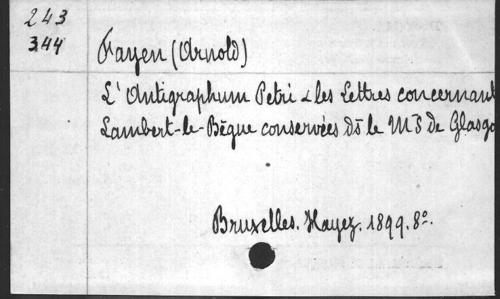 243
344
Fayen (Arnold)
L'Antigraphum Petri & les Lettres concernant
Lambert-le-Bègue conservées ds le MS de Glasgo
Bruxelles. Hayez. 1899. 8º.